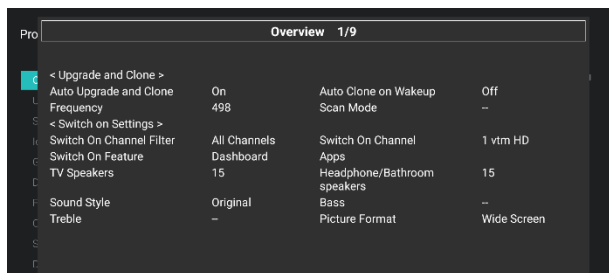 Pro
Overview 1/9
< Upgrade and Clone >
Auto Upgrade and Clone On Auto Clone on Wakeup Off
Frequency 498 Scan Mode --
< Switch on Settings >
Switch On Channel Filter All Channels Switch On Channel 1 vtm HD
Switch On Feature Dashboard Apps
TV Speakers 15 Headphone/Bathroom speakers 15
Sound Style Original Bass --
Treble -- Picture Format Wide Screen